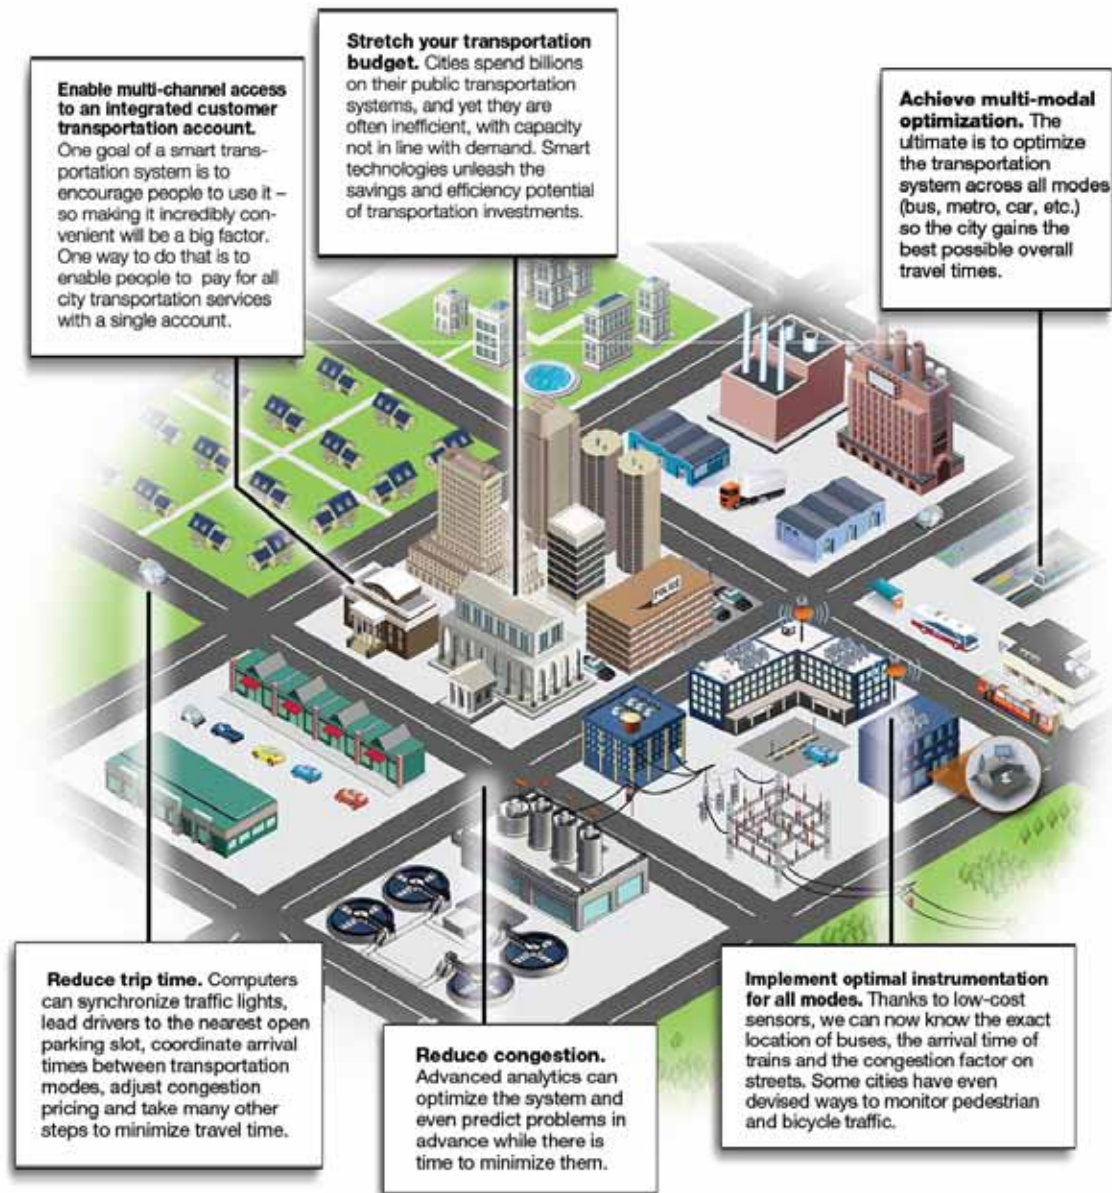 Stretch your transportation
budget. Cities spend billions
on their public transportation
systems, and yet they are
often inefficient, with capacity
not in line with demand. Smart
technologies unleash the
savings and efficiency potential
of transportation investments.
Enable multi-channel access
to an integrated customer
transportation account.
One goal of a smart trans-
portation system is to
encourage people to use it –
so making it incredibly con-
venient will be a big factor.
One way to do that is to
enable people to pay for all
city transportation services
with a single account.
Achieve multi-modal
optimization. The
ultimate is to optimize
the transportation
system across all modes
(bus, metro, car, etc.)
so the city gains the
best possible overall
travel times.
POLICE
Reduce trip time. Computers
can synchronize traffic lights,
lead drivers to the nearest open
parking slot, coordinate arrival
times between transportation
modes, adjust congestion
pricing and take many other
steps to minimize travel time.
Reduce congestion.
Advanced analytics can
optimize the system and
even predict problems in
advance while there is
time to minimize them.
Implement optimal instrumentation
for all modes. Thanks to low-cost
sensors, we can now know the exact
location of buses, the arrival time of
trains and the congestion factor on
streets. Some cities have even
devised ways to monitor pedestrian
and bicycle traffic.